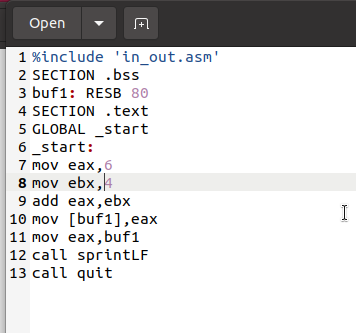 Open
1 %include 'in_out.asm'
2 SECTION .bss
3 buf1: RESB 80
4 SECTION .text
5 GLOBAL _start
6 _start:
7 mov eax,6
8 mov ebx,4
9 add eax,ebx
10 mov [buf1],eax
11 mov eax,buf1
12 call sprintLF
13 call quit